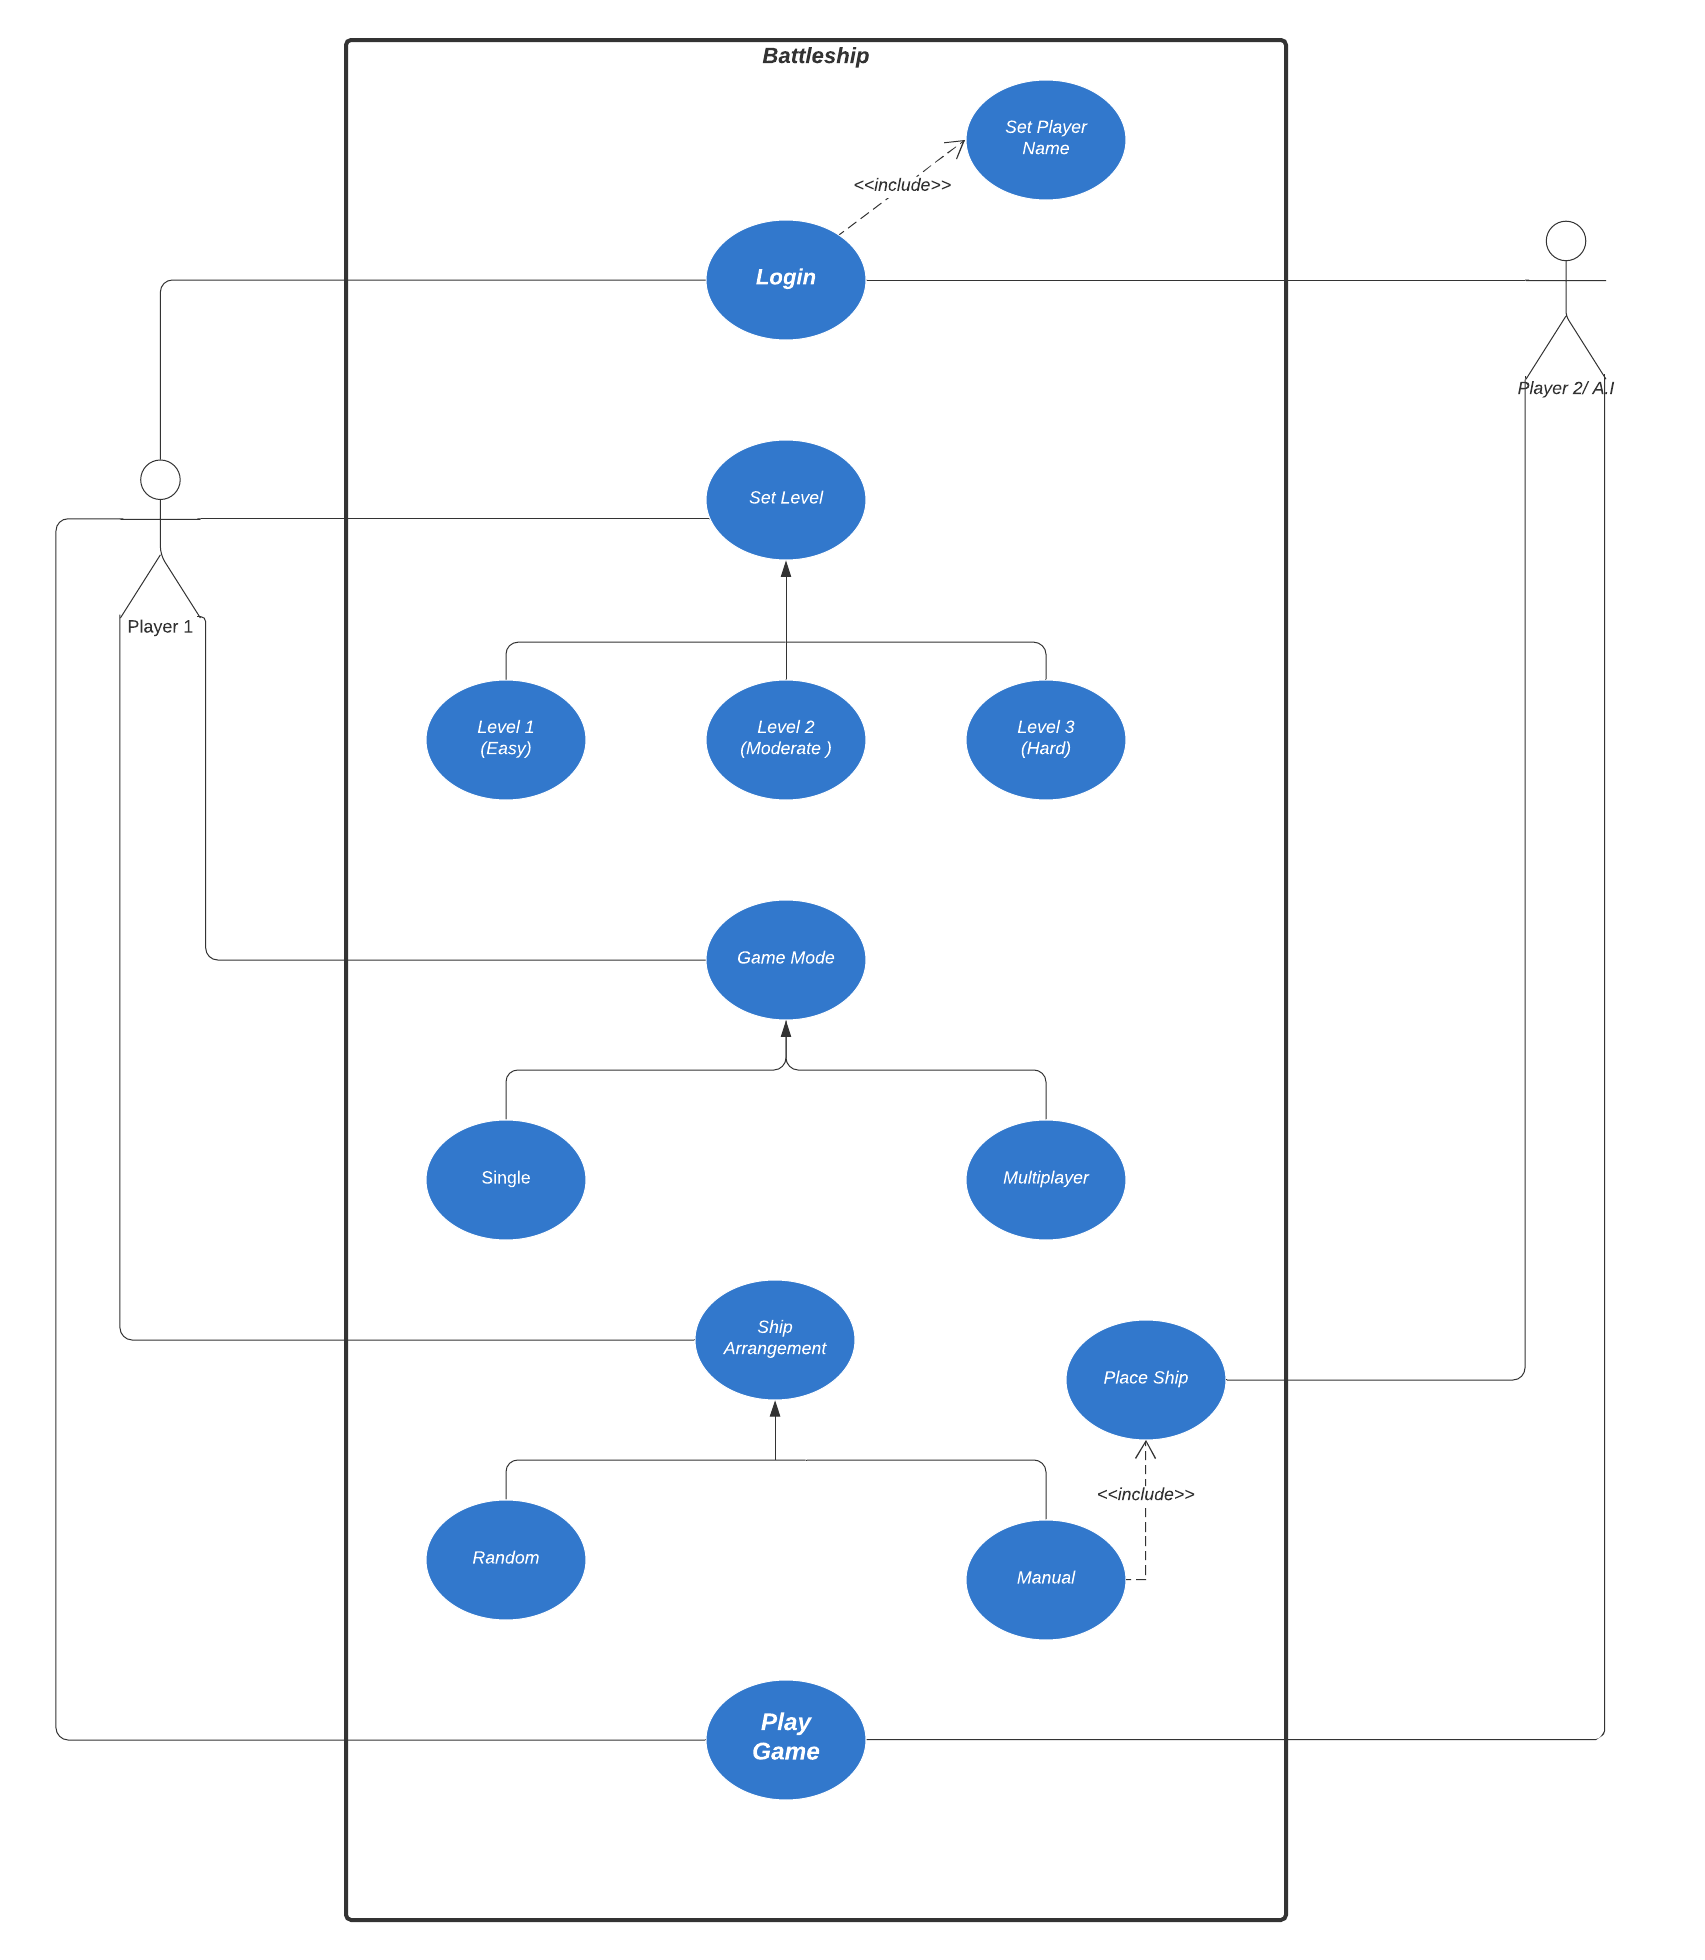 Battleship
Set Player
Name
<<include>>
Login
Player 2/ A.I
Set Level
Player 1
Level 1
(Easy)
Level 2
(Moderate )
Level 3
(Hard)
Game Mode
Single
Multiplayer
Ship
Arrangement
Place Ship
<<include>>
Random
Manual
Play
Game